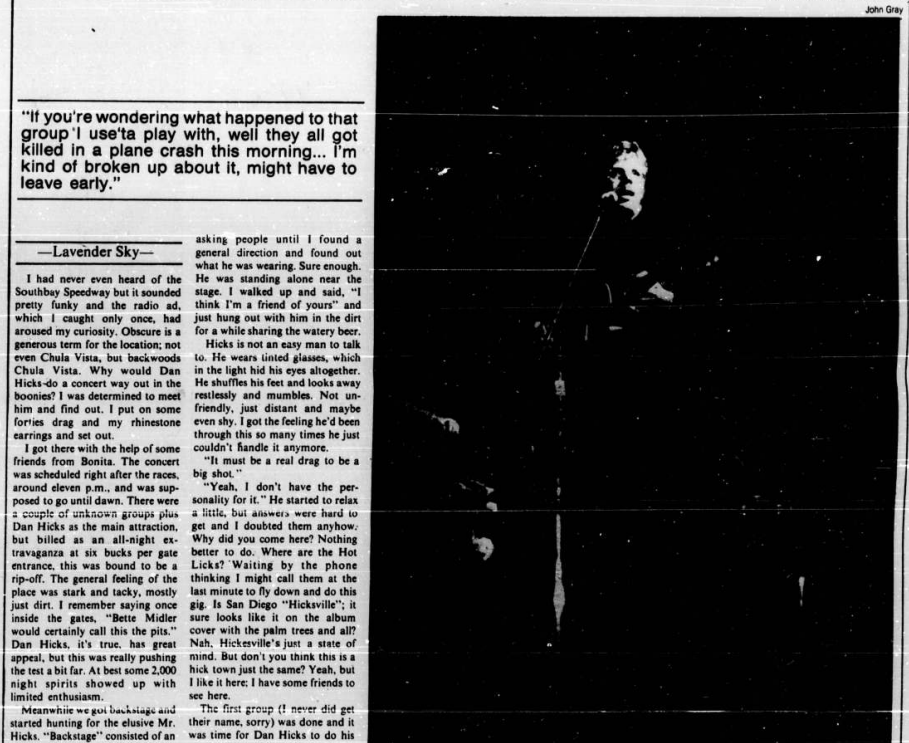 John Gray
"If you're wondering what happened to that
group I use'ta play with, well they all got
killed in a plane crash this morning... I'm
kind of broken up about it, might have to
leave early."
—Lavender Sky—
I had never even heard of the
Southbay Speedway but it sounded
pretty funky and the radio ad,
which I caught only once, had
aroused my curiosity. Obscure is a
generous term for the location; not
even Chula Vista, but backwoods
Chula Vista. Why would Dan
Hicks do a concert way out in the
boonies? I was determined to meet
him and find out. I put on some
forties drag and my rhinestone
earrings and set out.
I got there with the help of some
friends from Bonita. The concert
was scheduled right after the races,
around eleven p.m., and was sup-
posed to go until dawn. There were
a couple of unknown groups plus
Dan Hicks as the main attraction,
but billed as an all-night ex-
travaganza at six bucks per gate
entrance, this was bound to be a
rip-off. The general feeling of the
place was stark and tacky, mostly
just dirt. I remember saying once
inside the gates, "Bette Midler
would certainly call this the pits."
Dan Hicks, it's true, has great
appeal, but this was really pushing
the test a bit far. At best some 2,000
night spirits showed up with
limited enthusiasm.
Meanwhile we got backstage and
started hunting for the elusive Mr.
Hicks. "Backstage" consisted of an
asking people until I found a
general direction and found out
what he was wearing. Sure enough.
He was standing alone near the
stage. I walked up and said, "I
think I'm a friend of yours" and
just hung out with him in the dirt
for a while sharing the watery beer.
Hicks is not an easy man to talk
to. He wears tinted glasses, which
in the light hid his eyes altogether.
He shuffles his feet and looks away
restlessly and mumbles. Not un-
friendly, just distant and maybe
even shy. I got the feeling he'd been
through this so many times he just
couldn't handle it anymore.
"It must be a real drag to be a
big shot."
"Yeah, I don't have the per-
sonality for it." He started to relax
a little, but answers were hard to
get and I doubted them anyhow.
Why did you come here? Nothing
better to do. Where are the Hot
Licks? Waiting by the phone
thinking I might call them at the
last minute to fly down and do this
gig. Is San Diego "Hicksville"; it
sure looks like it on the album
cover with the palm trees and all?
Nah, Hickesville's just a state of
mind. But don't you think this is a
hick town just the same? Yeah, but
I like it here; I have some friends to
see here.
The first group (I never did get
their name, sorry) was done and it
was time for Dan Hicks to do his